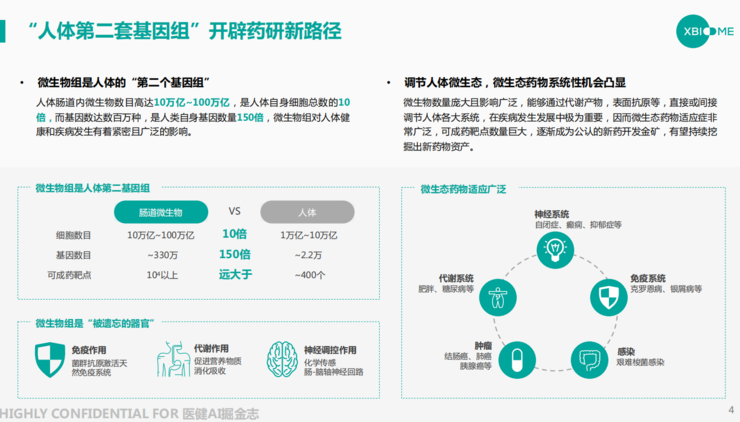 “人体第二套基因组”开辟药研新路径
XBIOME
• 微生物组是人体的“第二个基因组”
人体肠道内微生物数目高达10万亿~100万亿，是人体自身细胞总数的10
倍，而基因数达数百万种，是人类自身基因数量150倍，微生物组对人体健
康和疾病发生有着紧密且广泛的影响。
• 调节人体微生态，微生态药物系统性机会凸显
微生物数量庞大且影响广泛，能够通过代谢产物，表面抗原等，直接或间接
调节人体各大系统，在疾病发生发展中极为重要，因而微生态药物适应症非
常广泛，可成药靶点数量巨大，逐渐成为公认的新药开发金矿，有望持续挖
掘出新药物资产。
微生物组是人体第二基因组
肠道微生物 VS 人体
细胞数目 10万亿~100万亿 10倍 1万亿~10万亿
基因数目 ~330万 150倍 ~2.2万
可成药靶点 10⁴以上 远大于 ~400个
微生物组是“被遗忘的器官”
免疫作用
菌群抗原激活天
然免疫系统
代谢作用
促进营养物质
消化吸收
神经调控作用
化学传感
肠-脑轴神经回路
微生态药物适应广泛
神经系统
自闭症、癫痫、抑郁症等
代谢系统
肥胖、糖尿病等
免疫系统
克罗恩病、银屑病等
肿瘤
结肠癌、肺癌
胰腺癌等
感染
艰难梭菌感染
HIGHLY CONFIDENTIAL FOR 医健AI掘金志
4